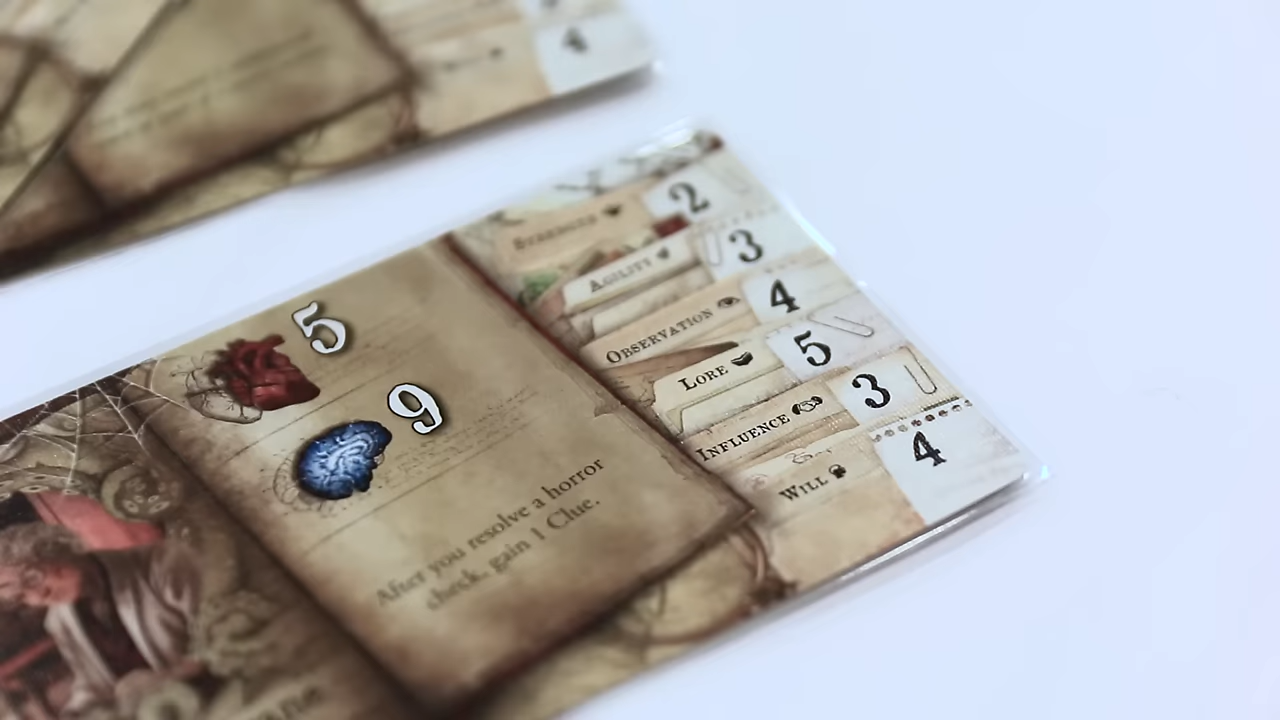 4
STRENGTH 2
AGILITY 3
OBSERVATION 4
LORE 5
INFLUENCE 3
WILL 4
5
9
After you resolve a horror
check, gain 1 Clue.